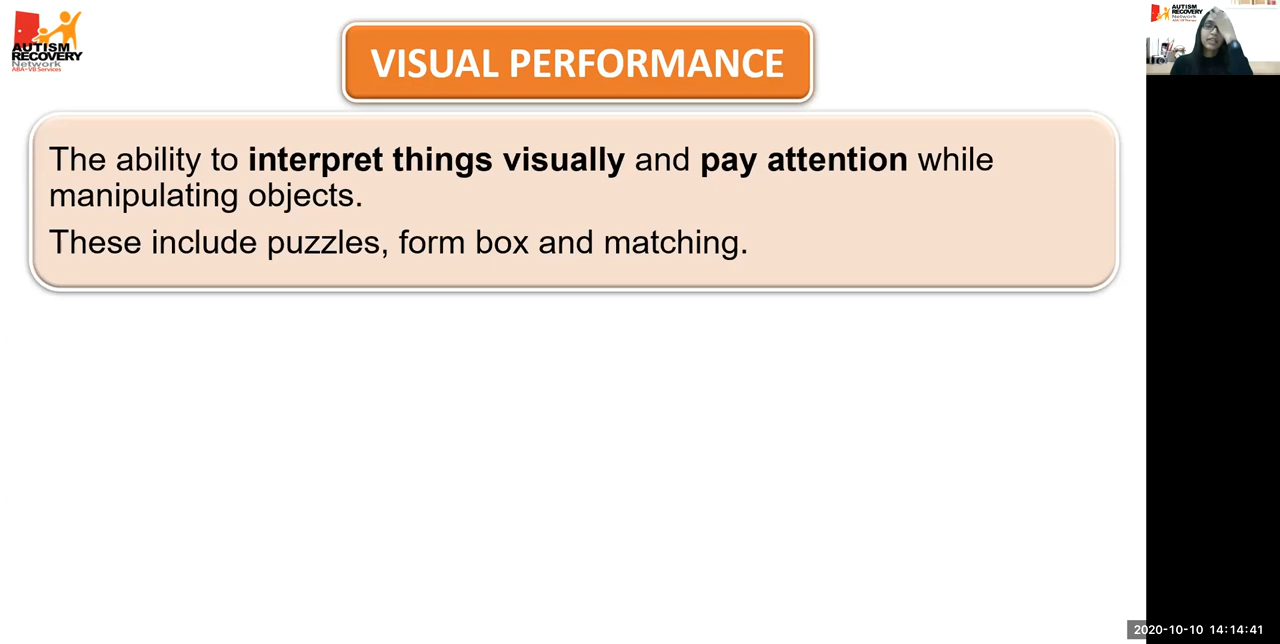 AUTISM
RECOVERY
Network
ABA • VB Services
VISUAL PERFORMANCE
AUTISM
RECOVERY
Network
The ability to interpret things visually and pay attention while
manipulating objects.
These include puzzles, form box and matching.
2020-10-10 14:14:41